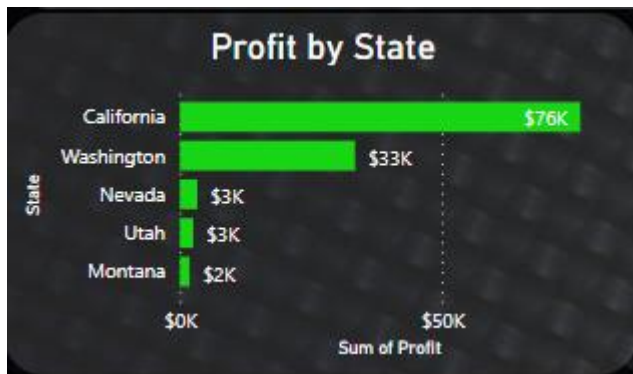 Profit by State
California $76K
Washington $33K
Nevada $3K
Utah $3K
Montana $2K
State
$0K $50K
Sum of Profit